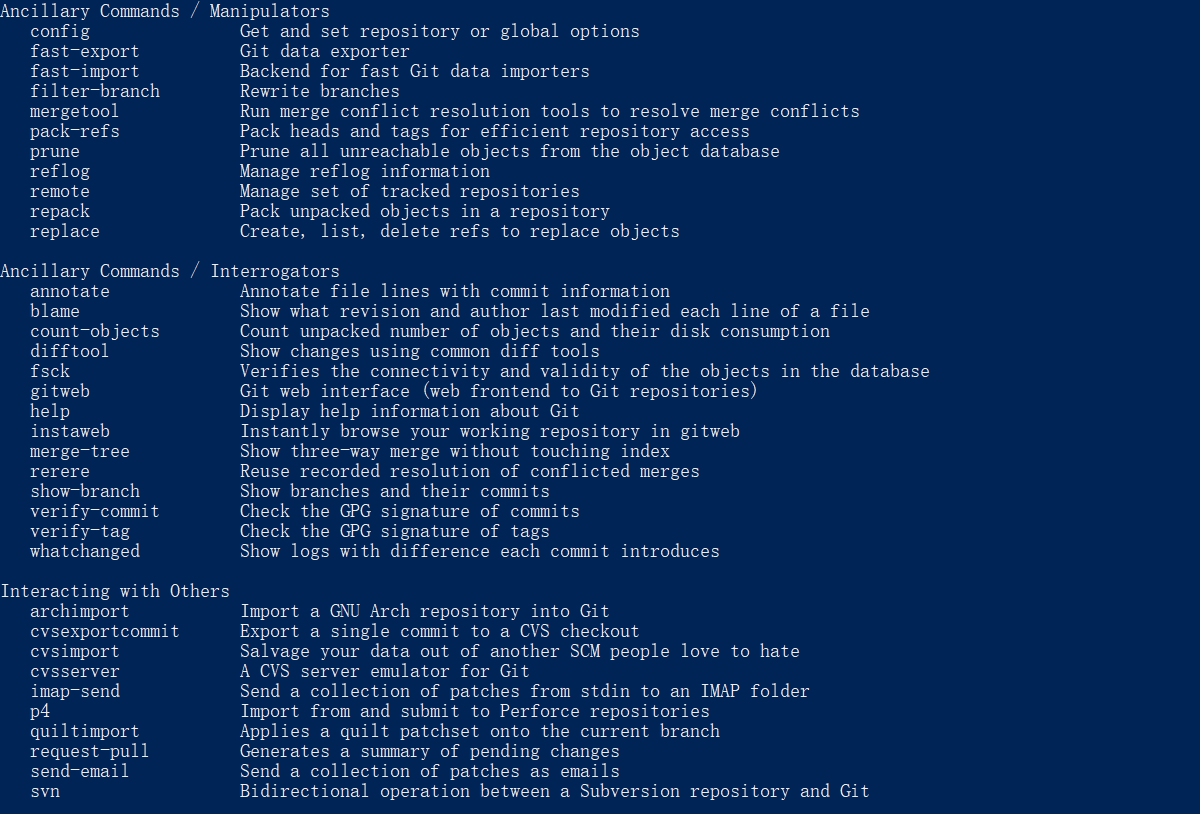 Ancillary Commands / Manipulators
   config               Get and set repository or global options
   fast-export          Git data exporter
   fast-import          Backend for fast Git data importers
   filter-branch        Rewrite branches
   mergetool            Run merge conflict resolution tools to resolve merge conflicts
   pack-refs            Pack heads and tags for efficient repository access
   prune                Prune all unreachable objects from the object database
   reflog               Manage reflog information
   remote               Manage set of tracked repositories
   repack               Pack unpacked objects in a repository
   replace              Create, list, delete refs to replace objects

Ancillary Commands / Interrogators
   annotate             Annotate file lines with commit information
   blame                Show what revision and author last modified each line of a file
   count-objects        Count unpacked number of objects and their disk consumption
   difftool             Show changes using common diff tools
   fsck                 Verifies the connectivity and validity of the objects in the database
   gitweb               Git web interface (web frontend to Git repositories)
   help                 Display help information about Git
   instaweb             Instantly browse your working repository in gitweb
   merge-tree           Show three-way merge without touching index
   rerere               Reuse recorded resolution of conflicted merges
   show-branch          Show branches and their commits
   verify-commit        Check the GPG signature of commits
   verify-tag           Check the GPG signature of tags
   whatchanged          Show logs with difference each commit introduces

Interacting with Others
   archimport           Import a GNU Arch repository into Git
   cvsexportcommit      Export a single commit to a CVS checkout
   cvsimport            Salvage your data out of another SCM people love to hate
   cvsserver            A CVS server emulator for Git
   imap-send            Send a collection of patches from stdin to an IMAP folder
   p4                   Import from and submit to Perforce repositories
   quiltimport          Applies a quilt patchset onto the current branch
   request-pull         Generates a summary of pending changes
   send-email           Send a collection of patches as emails
   svn                  Bidirectional operation between a Subversion repository and Git